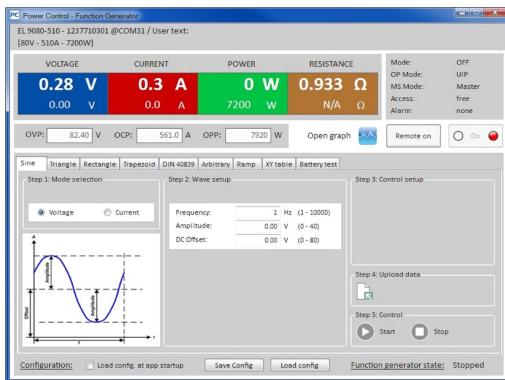 PC Power Control - Function Generator
EL 9080-510 - 1237710301 @COM31 / User text:
[80V - 510A - 7200W]
VOLTAGE CURRENT POWER RESISTANCE
0.28 V 0.3 A 0 W 0.933 Ω
0.00 V 0.0 A 7200 W N/A Ω
Mode: OFF
OP Mode: UIP
MS Mode: Master
Access: free
Alarm: none
OVP: 82.40 V OCP: 561.0 A OPP: 7920 W Open graph Remote on On
Sine Triangle Rectangle Trapezoid DIN 40839 Arbitrary Ramp XY table Battery test
Step 1: Mode selection
Voltage Current
Amplitude
Amplitude
Offset
Step 2: Wave setup
Frequency: 1 Hz (1 - 10000)
Amplitude: 0.00 V (0 - 40)
DC Offset: 0.00 V (0 - 80)
Step 3: Control setup
Step 4: Upload data
Step 5: Control
Start Stop
Configuration: Load config. at app startup Save Config Load config Function generator state: Stopped